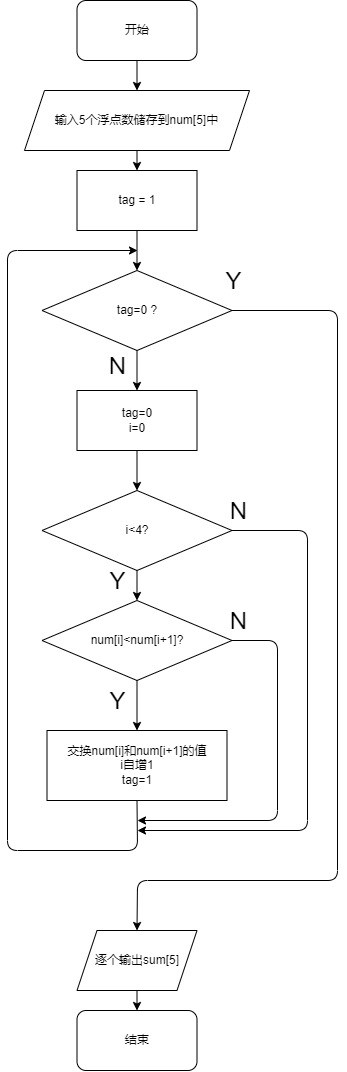 开始
输入5个浮点数储存到num[5]中
tag = 1
tag=0 ?
Y
N
tag=0
i=0
i<4?
N
Y
num[i]<num[i+1]?
N
Y
交换num[i]和num[i+1]的值
i自增1
tag=1
逐个输出sum[5]
结束